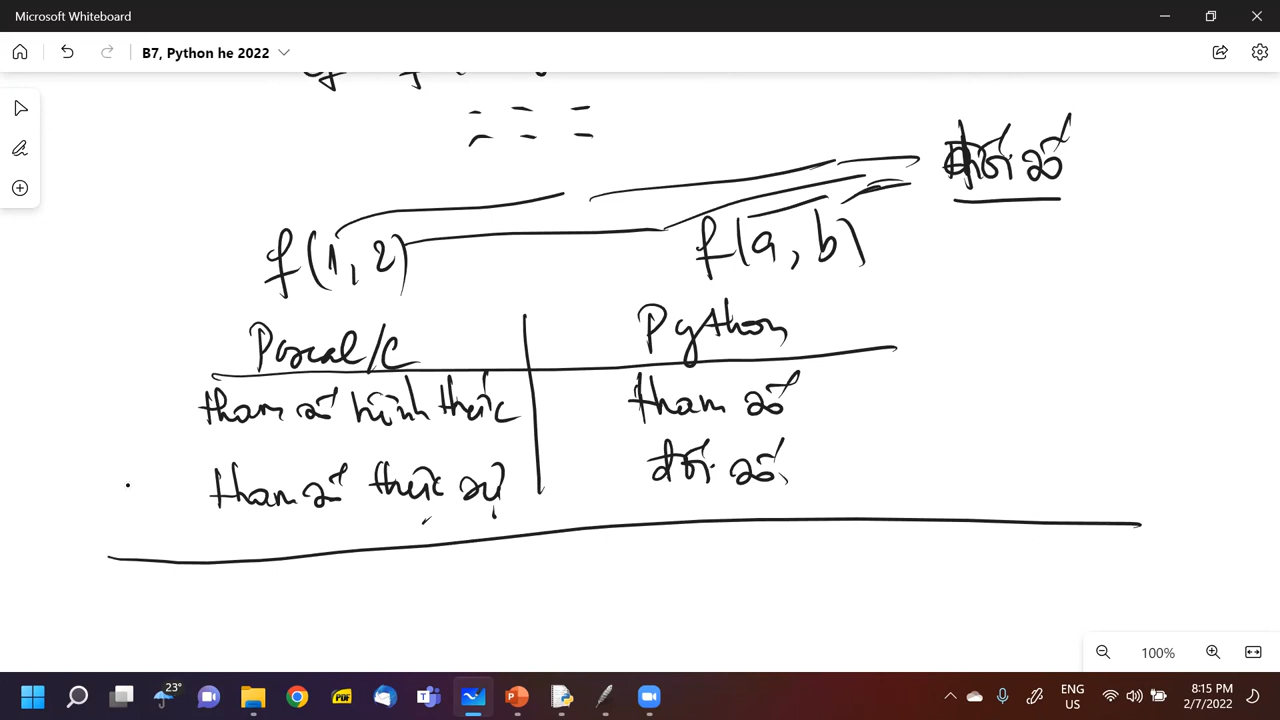 Microsoft Whiteboard
B7, Python he 2022
đối số
f(1, 2) f(a, b)
Pascal/C Python
tham số hình thức tham số
tham số thực sự đối số
100%
23°
ENG
US
8:15 PM
2/7/2022